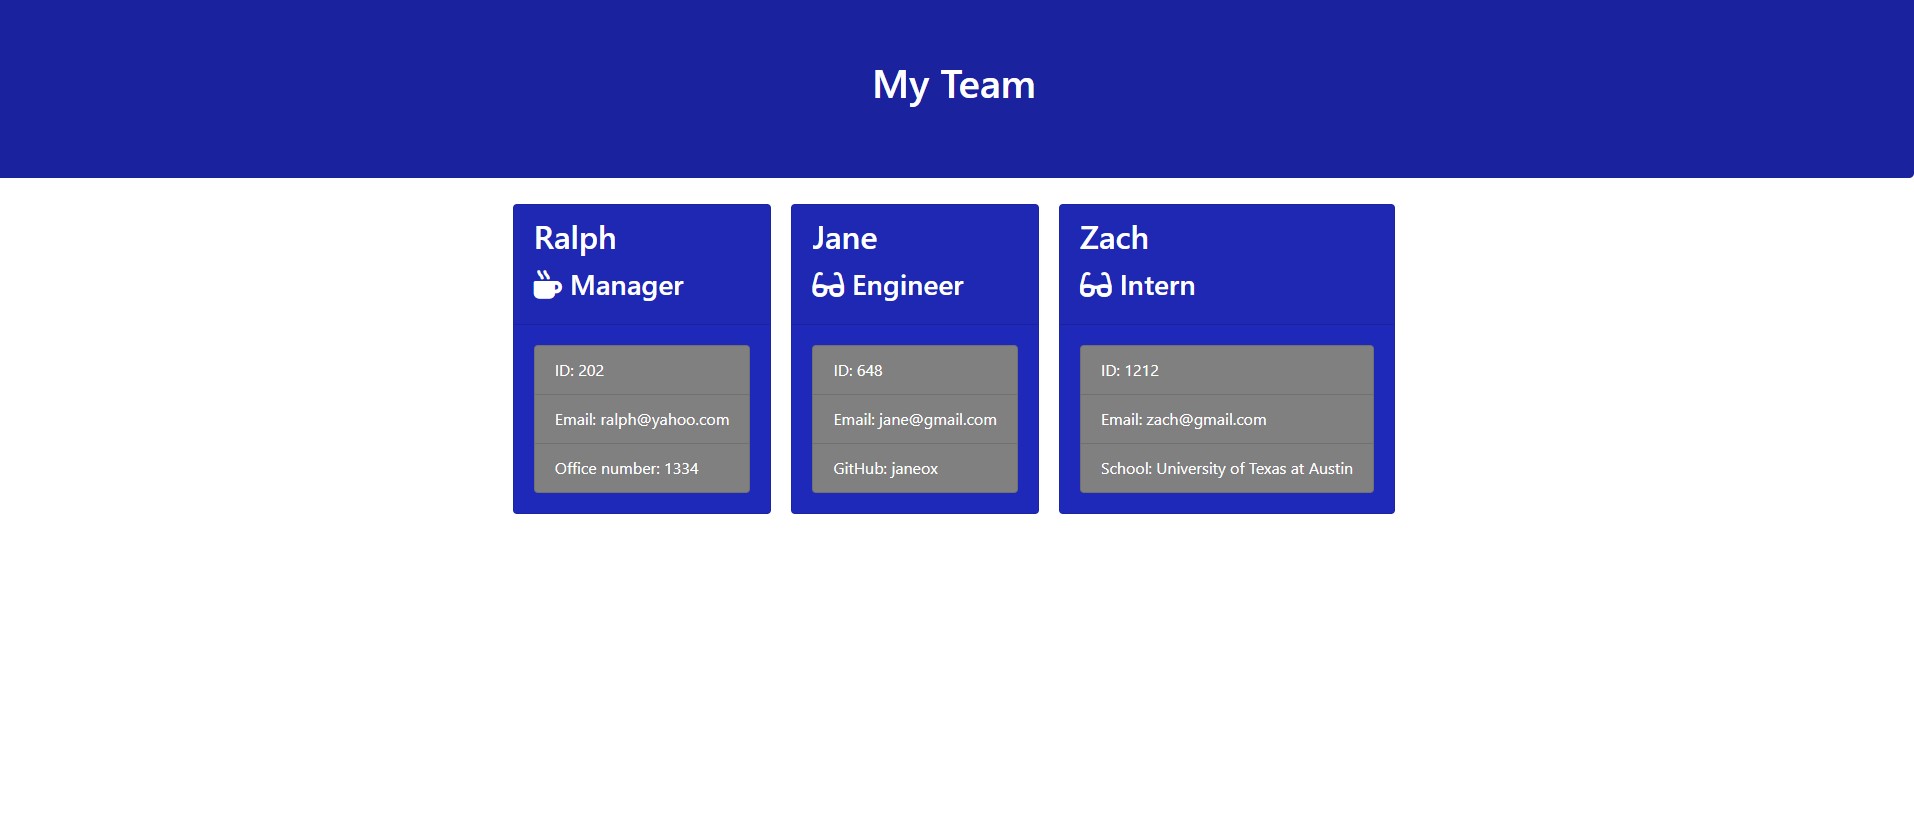 My Team
Ralph
Manager
ID: 202
Email: ralph@yahoo.com
Office number: 1334
Jane
Engineer
ID: 648
Email: jane@gmail.com
GitHub: janeox
Zach
Intern
ID: 1212
Email: zach@gmail.com
School: University of Texas at Austin